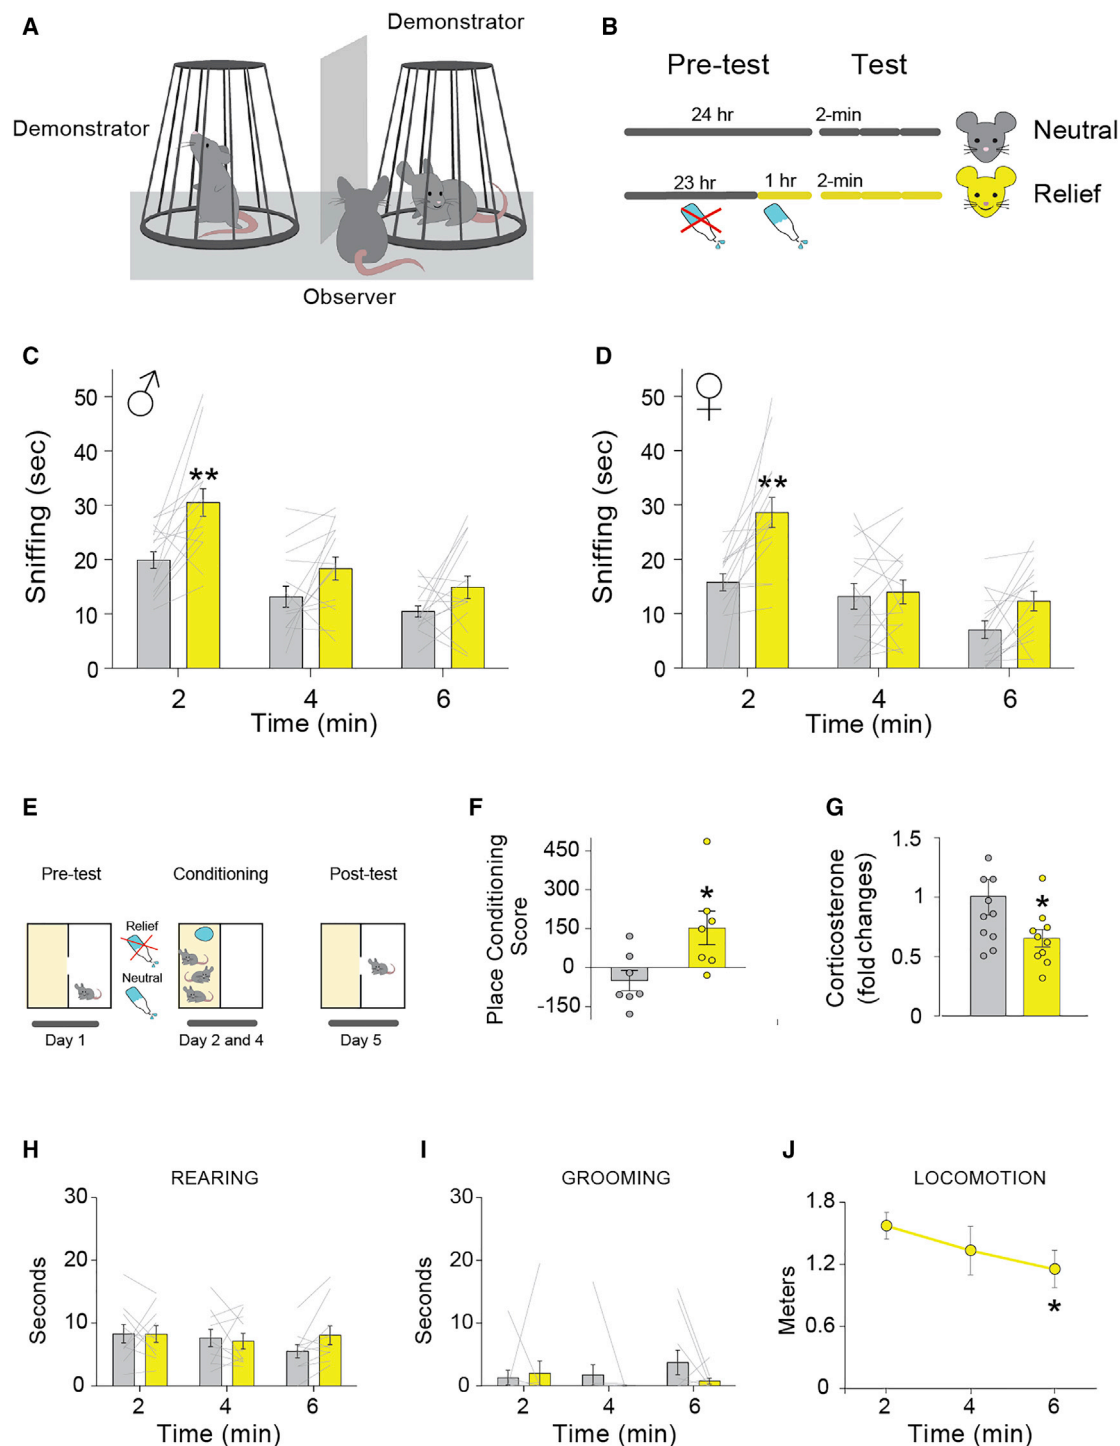 A
Demonstrator
Demonstrator
Observer
B
Pre-test Test
24 hr 2-min Neutral
23 hr 1 hr 2-min Relief
C
Sniffing (sec)
50
40
30
20
10
0
**
2 4 6
Time (min)
D
Sniffing (sec)
50
40
30
20
10
0
**
2 4 6
Time (min)
E
Pre-test Conditioning Post-test
Relief
Neutral
Day 1 Day 2 and 4 Day 5
F
Place Conditioning
Score
450
300
150
0
-150
*
G
Corticosterone
(fold changes)
1.5
1
0.5
0
*
H
REARING
Seconds
30
20
10
0
2 4 6
Time (min)
I
GROOMING
Seconds
30
20
10
0
2 4 6
Time (min)
J
LOCOMOTION
Meters
1.8
1.2
0.6
0
*
2 4 6
Time (min)